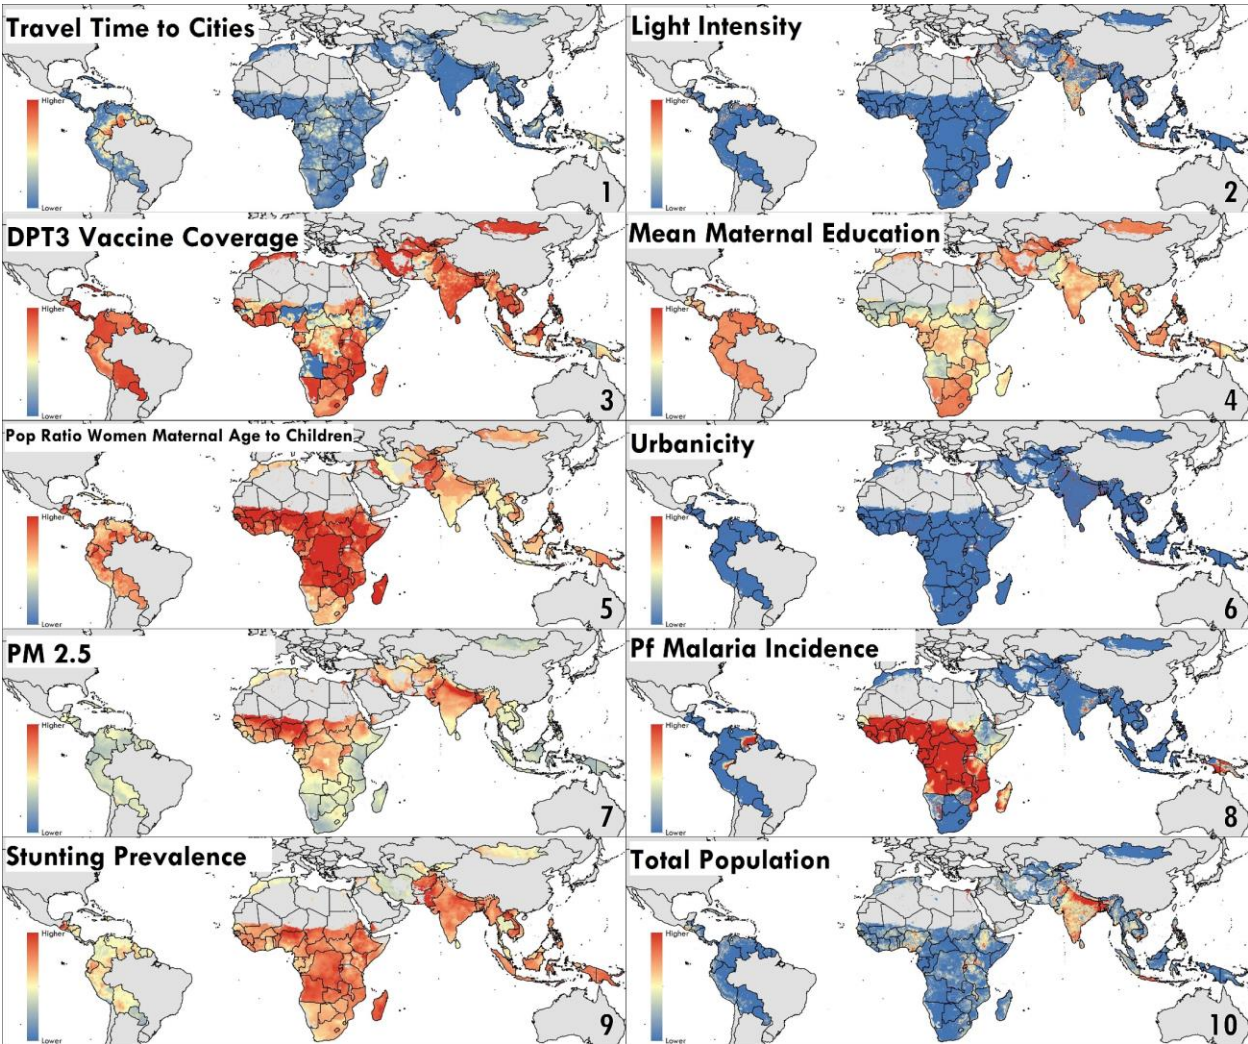 Travel Time to Cities
Higher
Lower
1
Light Intensity
Higher
Lower
2
DPT3 Vaccine Coverage
Higher
Lower
3
Mean Maternal Education
Higher
Lower
4
Pop Ratio Women Maternal Age to Children
Higher
Lower
5
Urbanicity
Higher
Lower
6
PM 2.5
Higher
Lower
7
Pf Malaria Incidence
Higher
Lower
8
Stunting Prevalence
Higher
Lower
9
Total Population
Higher
Lower
10